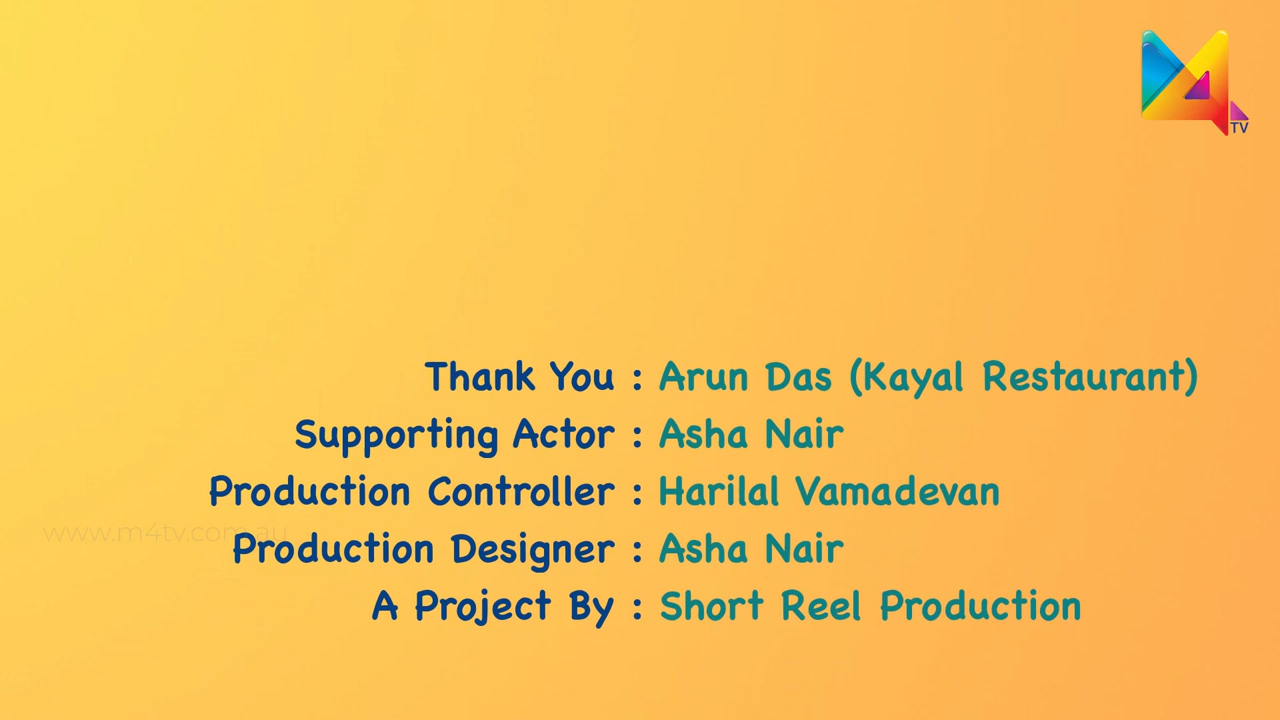 M4
TV
Thank You : Arun Das (Kayal Restaurant)
Supporting Actor : Asha Nair
Production Controller : Harilal Vamadevan
www.m4tv.com.au
Production Designer : Asha Nair
A Project By : Short Reel Production